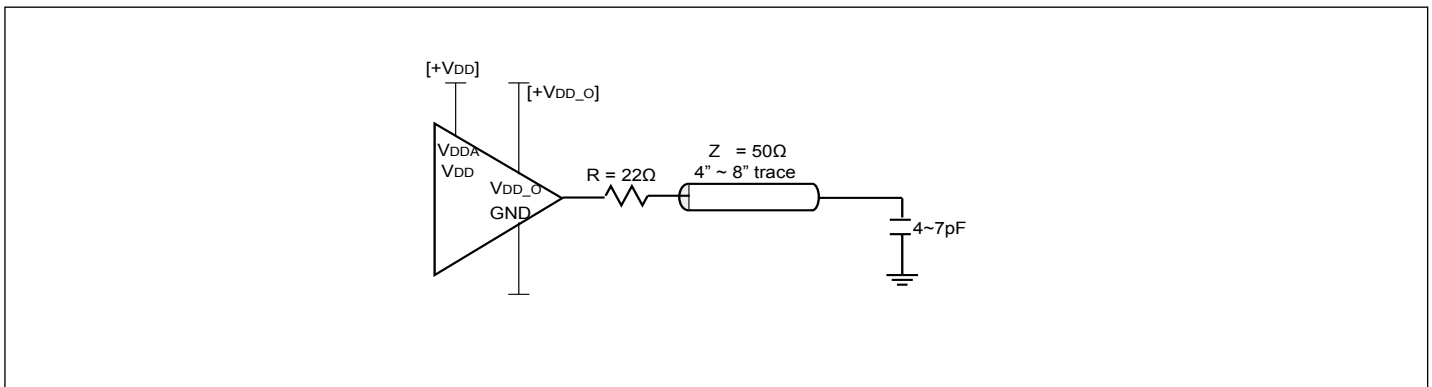 [+VDD]
[+VDD_O]
VDDA
VDD
VDD_O
GND
R = 22Ω
Z = 50Ω
4” ~ 8” trace
4~7pF